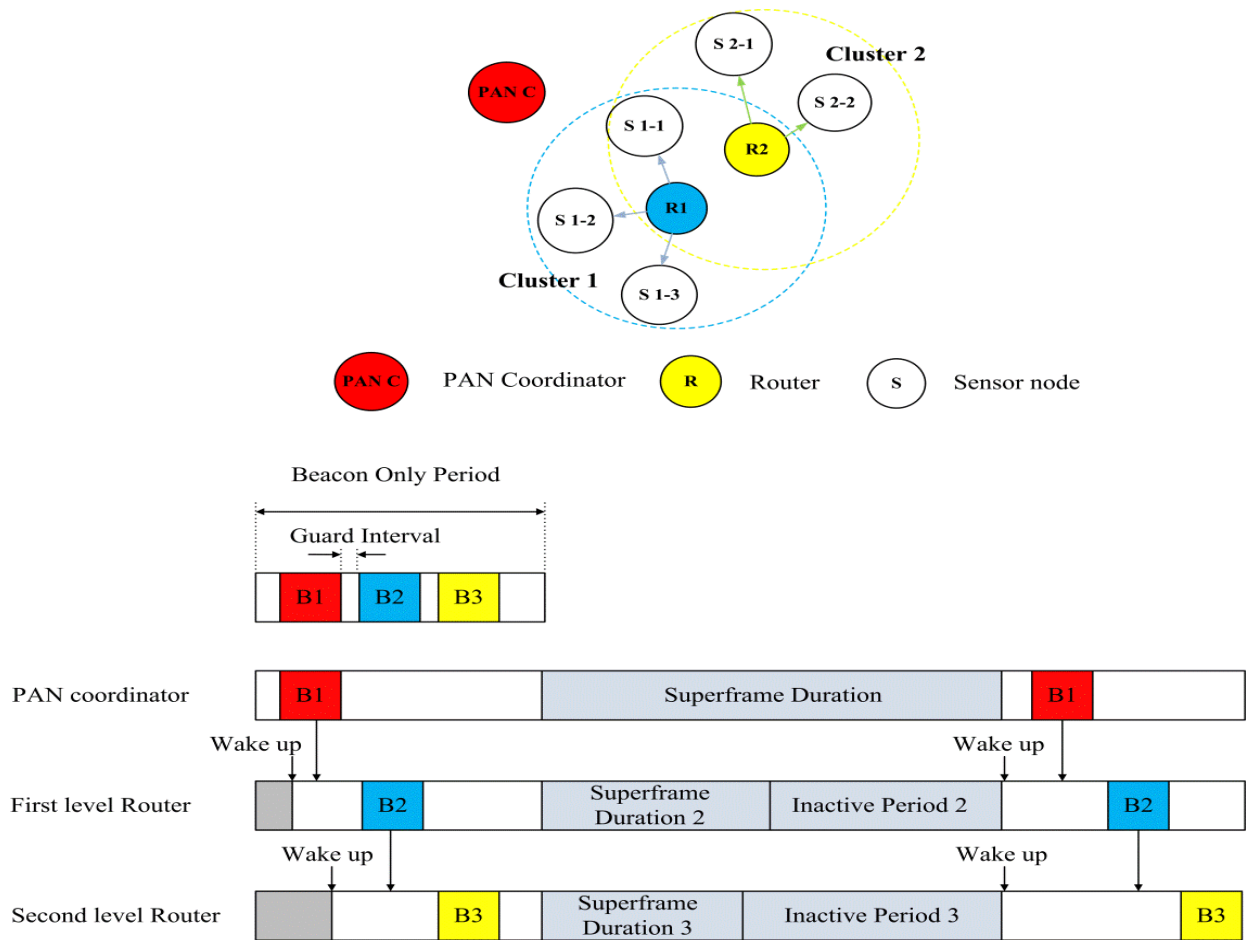 S 2-1
Cluster 2
PAN C
S 2-2
S 1-1
R2
R1
S 1-2
Cluster 1
S 1-3
PAN C
PAN Coordinator
R
Router
S
Sensor node
Beacon Only Period
Guard Interval
B1
B2
B3
PAN coordinator
B1
Superframe Duration
B1
Wake up
Wake up
First level Router
B2
Superframe
Duration 2
Inactive Period 2
B2
Wake up
Wake up
Second level Router
B3
Superframe
Duration 3
Inactive Period 3
B3